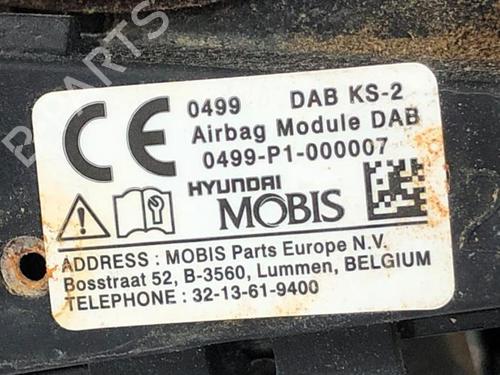 CE 0499 DAB KS-2
Airbag Module DAB
0499-P1-000007
HYUNDAI
MOBIS
ADDRESS : MOBIS Parts Europe N.V.
Bosstraat 52, B-3560, Lummen, BELGIUM
TELEPHONE : 32-13-61-9400
PARTS